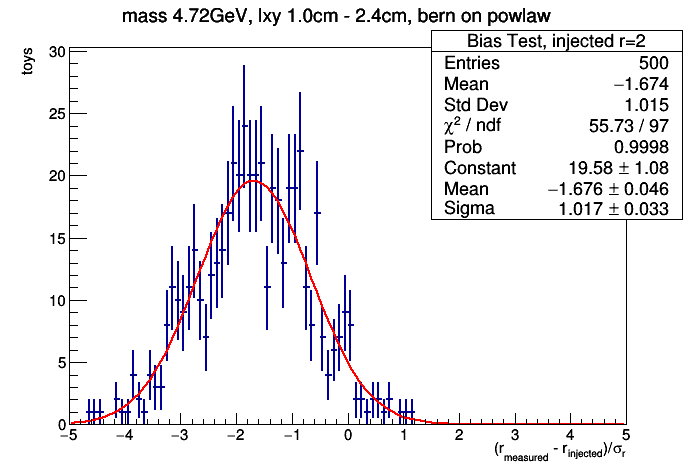 mass 4.72GeV, lxy 1.0cm - 2.4cm, bern on powlaw
Bias Test, injected r=2
Entries 500
Mean −1.674
Std Dev 1.015
χ² / ndf 55.73 / 97
Prob 0.9998
Constant 19.58 ± 1.08
Mean −1.676 ± 0.046
Sigma 1.017 ± 0.033
toys
30
25
20
15
10
5
0
−5 −4 −3 −2 −1 0 1 2 3 4 5
(r_measured - r_injected)/σ_r